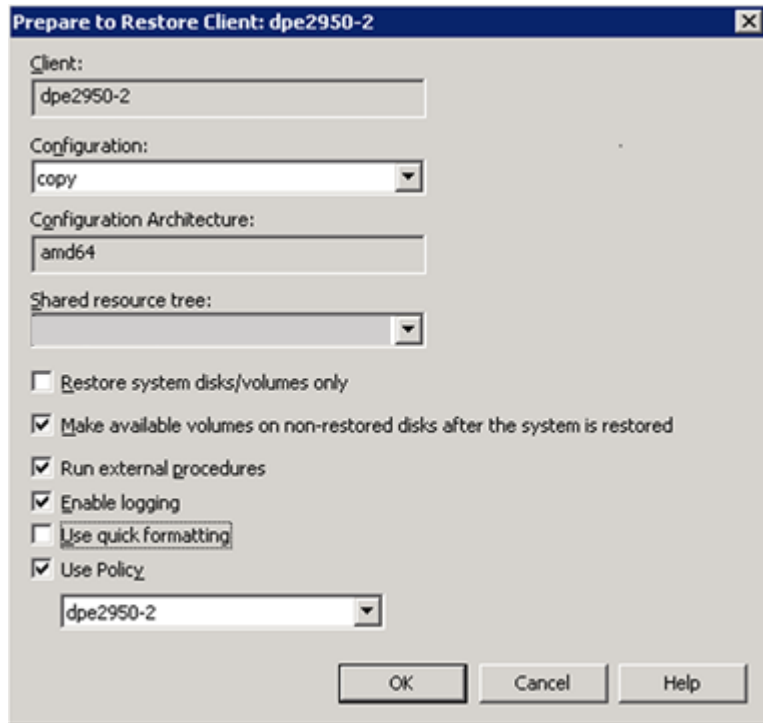 Prepare to Restore Client: dpe2950-2
Client:
dpe2950-2
Configuration:
copy
Configuration Architecture:
amd64
Shared resource tree:
Restore system disks/volumes only
Make available volumes on non-restored disks after the system is restored
Run external procedures
Enable logging
Use quick formatting
Use Policy
dpe2950-2
OK Cancel Help